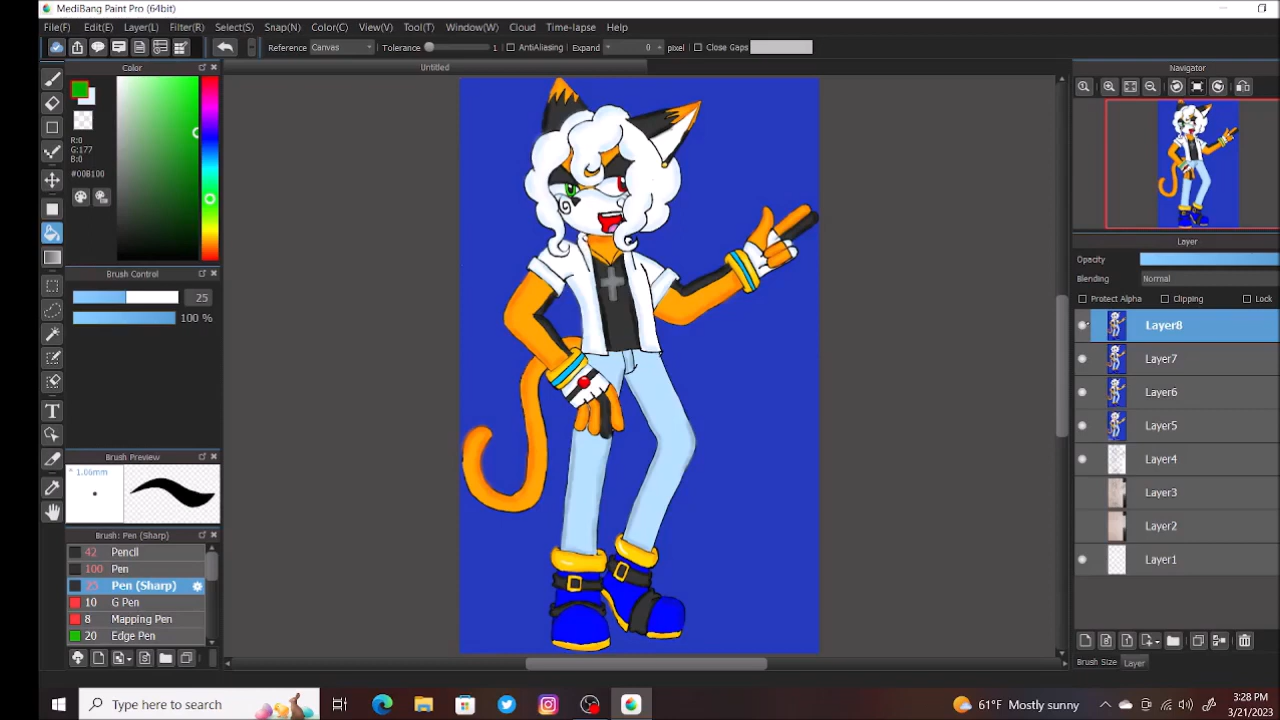 MediBang Paint Pro (64bit)
File(F) Edit(E) Layer(L) Filter(R) Select(S) Snap(N) Color(C) View(V) Tool(T) Window(W) Cloud Time-lapse Help
Reference Canvas Tolerance 1 AntiAliasing Expand 0 pixel Close Gaps
Color
Untitled
Navigator
R:0
G:177
B:0
#00B100
Brush Control
25
100 %
Layer
Opacity
Blending Normal
Protect Alpha Clipping Lock
Layer8
Layer7
Layer6
Layer5
Layer4
Layer3
Layer2
Layer1
Brush Preview
* 1.06mm
Brush: Pen (Sharp)
42 Pencil
100 Pen
25 Pen (Sharp)
10 G Pen
8 Mapping Pen
20 Edge Pen
Brush Size Layer
Type here to search
61°F Mostly sunny
3:28 PM
3/21/2023